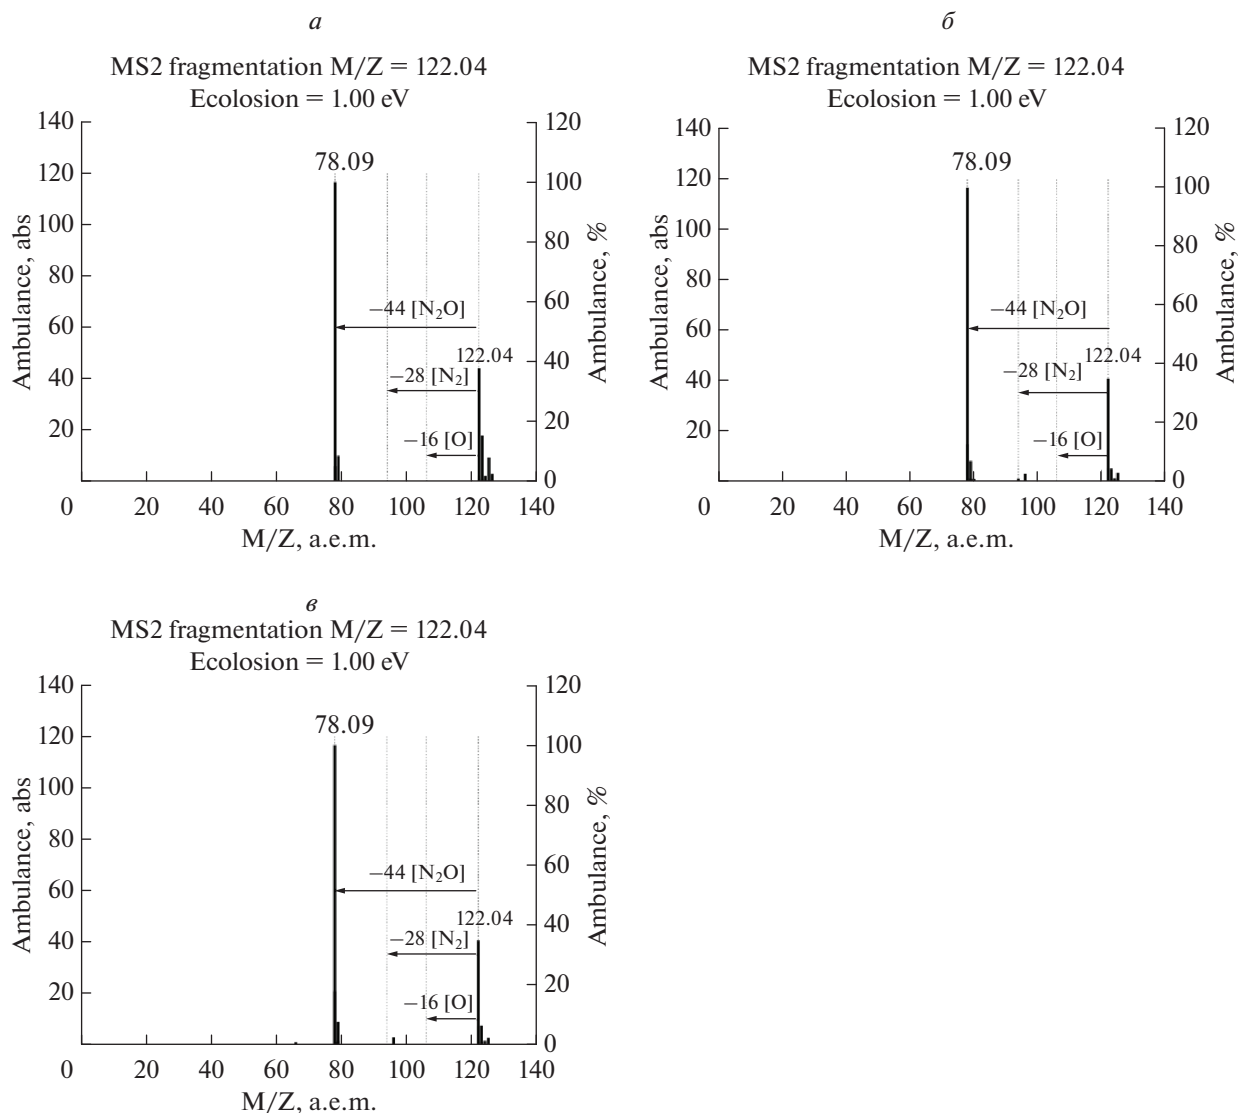 а
MS2 fragmentation M/Z = 122.04
Ecolosion = 1.00 eV
140
120
100
80
60
40
20
0
20
40
60
80
100
120
140
120
100
80
60
40
20
0
78.09
−44 [N₂O]
122.04
−28 [N₂]
−16 [O]
Ambulance, abs
Ambulance, %
M/Z, a.e.m.
б
MS2 fragmentation M/Z = 122.04
Ecolosion = 1.00 eV
140
120
100
80
60
40
20
0
20
40
60
80
100
120
140
120
100
80
60
40
20
0
78.09
−44 [N₂O]
122.04
−28 [N₂]
−16 [O]
Ambulance, abs
Ambulance, %
M/Z, a.e.m.
в
MS2 fragmentation M/Z = 122.04
Ecolosion = 1.00 eV
140
120
100
80
60
40
20
0
20
40
60
80
100
120
140
120
100
80
60
40
20
0
78.09
−44 [N₂O]
122.04
−28 [N₂]
−16 [O]
Ambulance, abs
Ambulance, %
M/Z, a.e.m.